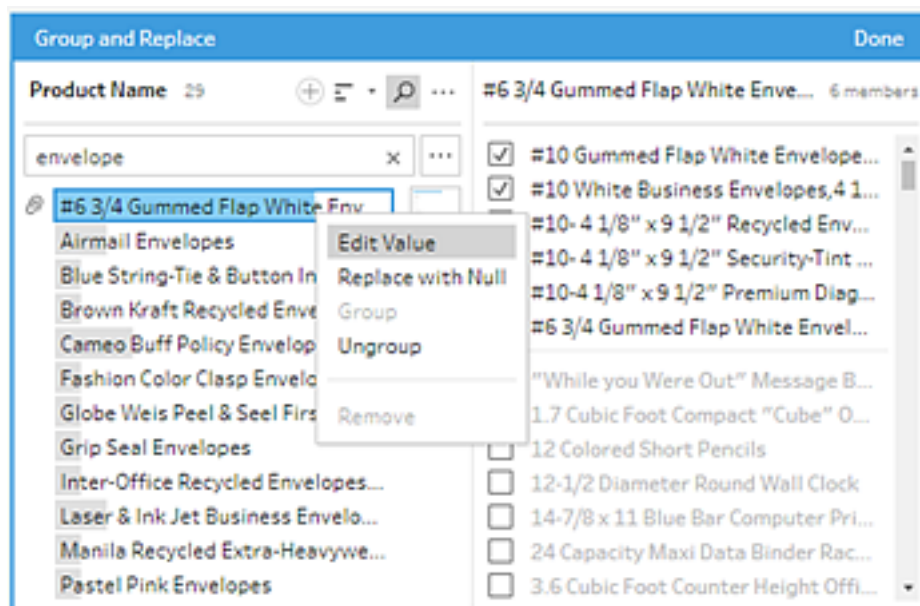 Group and Replace Done
Product Name 29
envelope
#6 3/4 Gummed Flap White Env
Airmail Envelopes
Blue String-Tie & Button In
Brown Kraft Recycled Enve
Cameo Buff Policy Envelop
Fashion Color Clasp Envelo
Globe Weis Peel & Seel Firs
Grip Seal Envelopes
Inter-Office Recycled Envelopes...
Laser & Ink Jet Business Envelo...
Manila Recycled Extra-Heavywe...
Pastel Pink Envelopes
Edit Value
Replace with Null
Group
Ungroup
Remove
#6 3/4 Gummed Flap White Enve... 6 members
#10 Gummed Flap White Envelope...
#10 White Business Envelopes,4 1...
#10- 4 1/8" x 9 1/2" Recycled Env...
#10- 4 1/8" x 9 1/2" Security-Tint ...
#10-4 1/8" x 9 1/2" Premium Diag...
#6 3/4 Gummed Flap White Envel...
"While you Were Out" Message B...
1.7 Cubic Foot Compact "Cube" O...
12 Colored Short Pencils
12-1/2 Diameter Round Wall Clock
14-7/8 x 11 Blue Bar Computer Pri...
24 Capacity Maxi Data Binder Rac...
3.6 Cubic Foot Counter Height Offi...